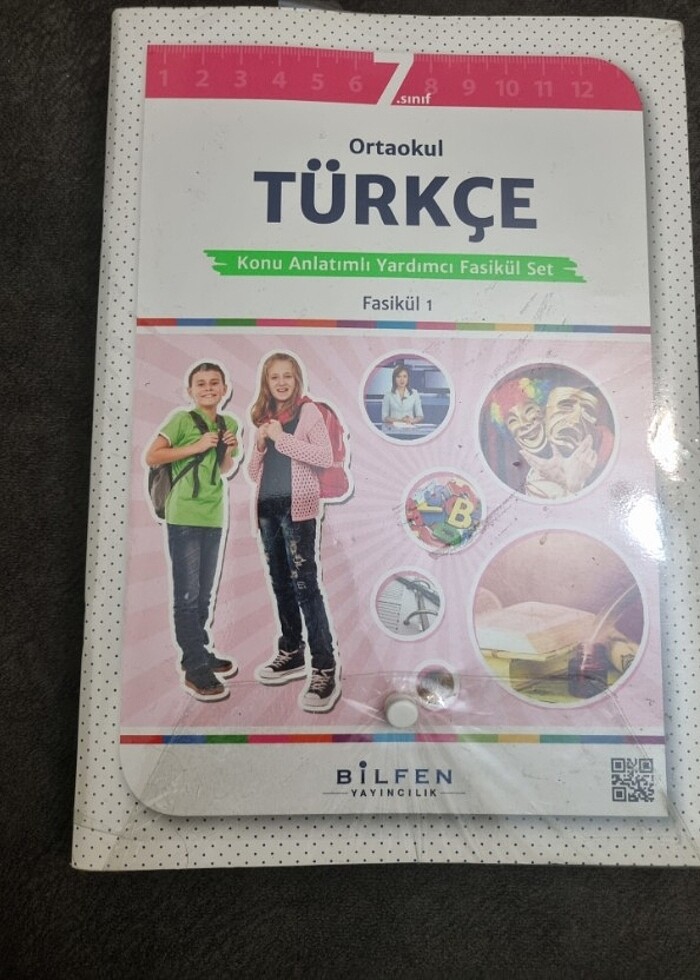 1 2 3 4 5 6 7 8 9 10 11 12
.sınıf
Ortaokul
TÜRKÇE
Konu Anlatımlı Yardımcı Fasikül Set
Fasikül 1
B
BİLFEN
YAYINCILIK